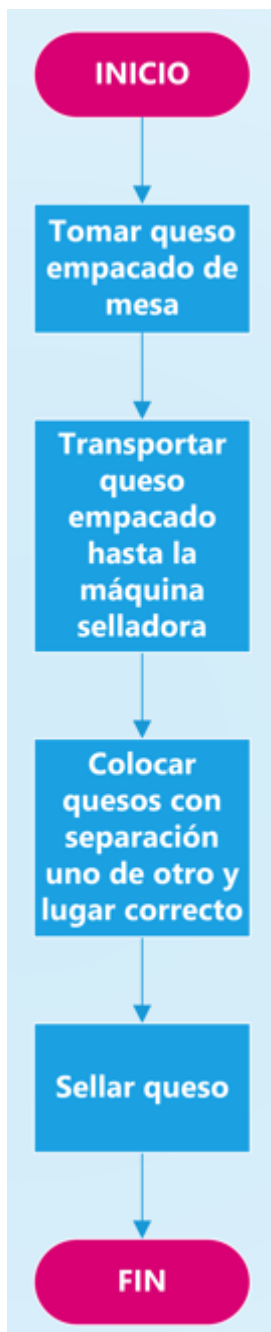 INICIO
Tomar queso
empacado de
mesa
Transportar
queso
empacado
hasta la
máquina
selladora
Colocar
quesos con
separación
uno de otro y
lugar correcto
Sellar queso
FIN